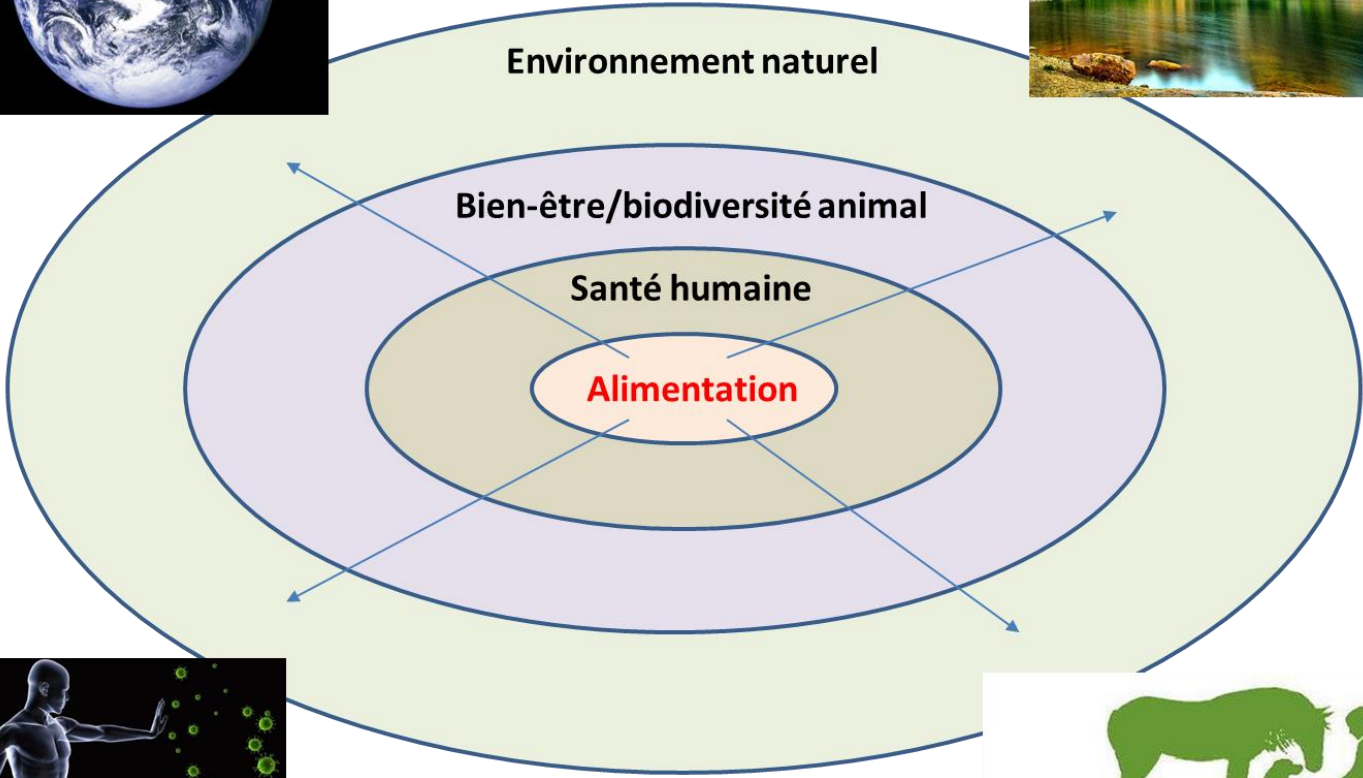 Environnement naturel
Bien-être/biodiversité animal
Santé humaine
Alimentation